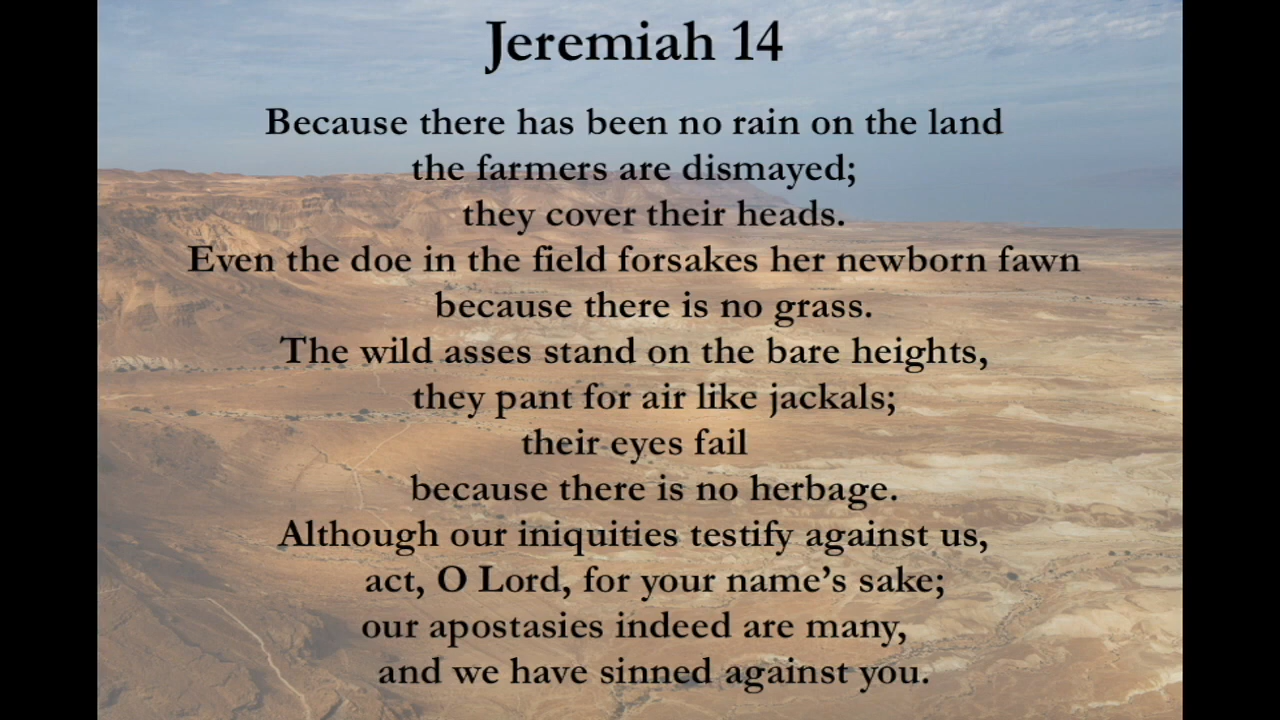 Jeremiah 14
Because there has been no rain on the land
the farmers are dismayed;
they cover their heads.
Even the doe in the field forsakes her newborn fawn
because there is no grass.
The wild asses stand on the bare heights,
they pant for air like jackals;
their eyes fail
because there is no herbage.
Although our iniquities testify against us,
act, O Lord, for your name’s sake;
our apostasies indeed are many,
and we have sinned against you.